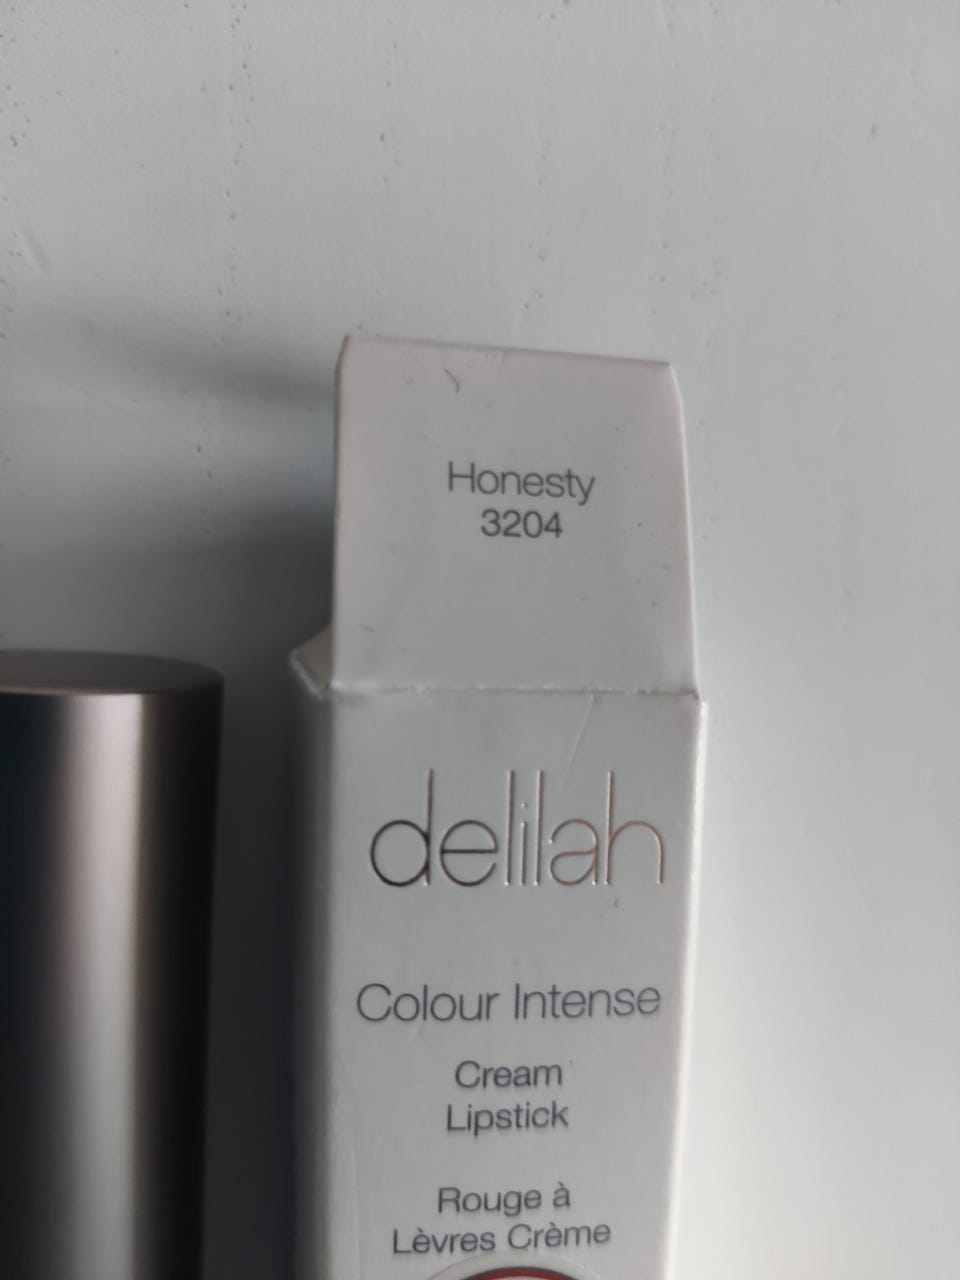 Honesty
3204
delilah
Colour Intense
Cream
Lipstick
Rouge à
Lèvres Crème